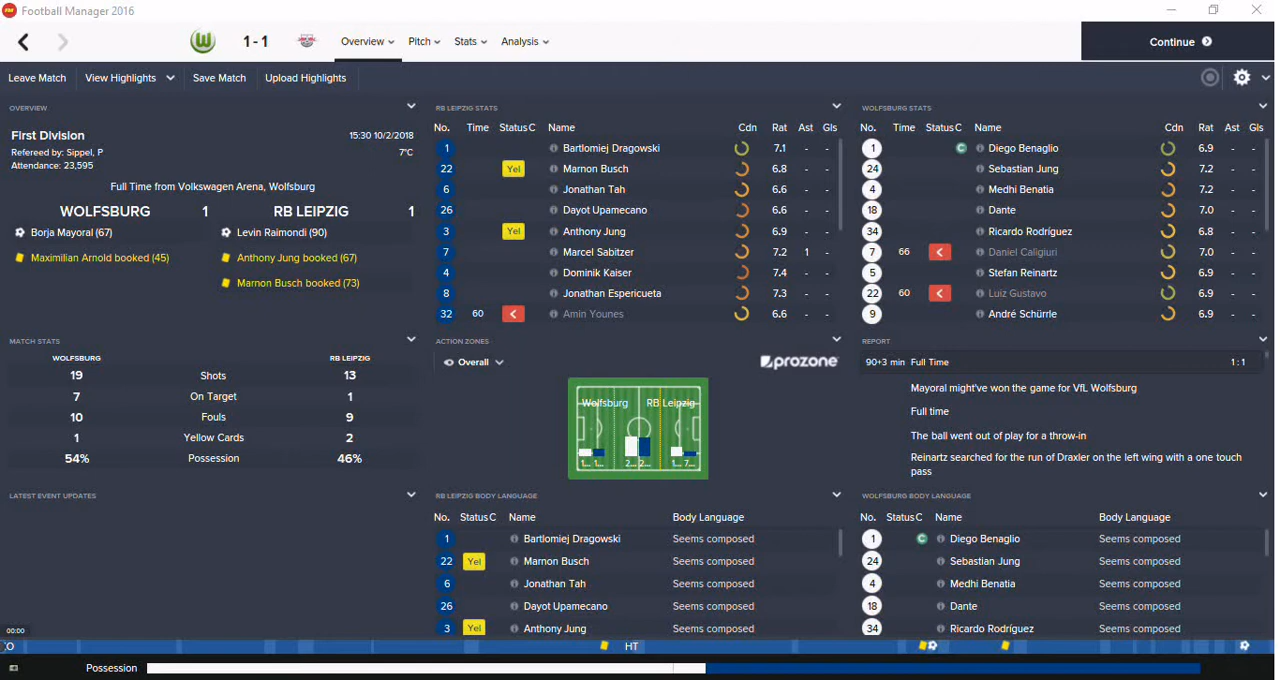 Football Manager 2016
1 - 1
Overview Pitch Stats Analysis
Continue
Leave Match View Highlights Save Match Upload Highlights
OVERVIEW
First Division 15:30 10/2/2018
Refereed by: Sippel, P 7°C
Attendance: 23,595
Full Time from Volkswagen Arena, Wolfsburg
WOLFSBURG 1 RB LEIPZIG 1
Borja Mayoral (67) Levin Raimondi (90)
Maximilian Arnold booked (45) Anthony Jung booked (67)
Marnon Busch booked (73)
RB LEIPZIG STATS
No. Time Status C Name Cdn Rat Ast Gls
1 Bartlomiej Dragowski 7.1 - -
22 Yel Marnon Busch 6.8 - -
6 Jonathan Tah 6.6 - -
26 Dayot Upamecano 6.6 - -
3 Yel Anthony Jung 6.9 - -
7 Marcel Sabitzer 7.2 1 -
4 Dominik Kaiser 7.4 - -
8 Jonathan Espericueta 7.3 - -
32 60 Amin Younes 6.6 - -
WOLFSBURG STATS
No. Time Status C Name Cdn Rat Ast Gls
1 C Diego Benaglio 6.9 - -
24 Sebastian Jung 7.2 - -
4 Medhi Benatia 7.2 - -
18 Dante 7.0 - -
34 Ricardo Rodríguez 6.8 - -
7 66 Daniel Caligiuri 7.0 - -
5 Stefan Reinartz 6.9 - -
22 60 Luiz Gustavo 6.9 - -
9 André Schürrle 6.9 - -
MATCH STATS
WOLFSBURG RB LEIPZIG
19 Shots 13
7 On Target 1
10 Fouls 9
1 Yellow Cards 2
54% Possession 46%
ACTION ZONES
Overall prozone
Wolfsburg RB Leipzig
1... 1... 2... 2... 1... 7...
REPORT
90+3 min Full Time 1 : 1
Mayoral might've won the game for VfL Wolfsburg
Full time
The ball went out of play for a throw-in
Reinartz searched for the run of Draxler on the left wing with a one touch
pass
LATEST EVENT UPDATES
RB LEIPZIG BODY LANGUAGE
No. Status C Name Body Language
1 Bartlomiej Dragowski Seems composed
22 Yel Marnon Busch Seems composed
6 Jonathan Tah Seems composed
26 Dayot Upamecano Seems composed
3 Yel Anthony Jung Seems composed
WOLFSBURG BODY LANGUAGE
No. Status C Name Body Language
1 C Diego Benaglio Seems composed
24 Sebastian Jung Seems composed
4 Medhi Benatia Seems composed
18 Dante Seems composed
34 Ricardo Rodríguez Seems composed
00:00
HT
Possession